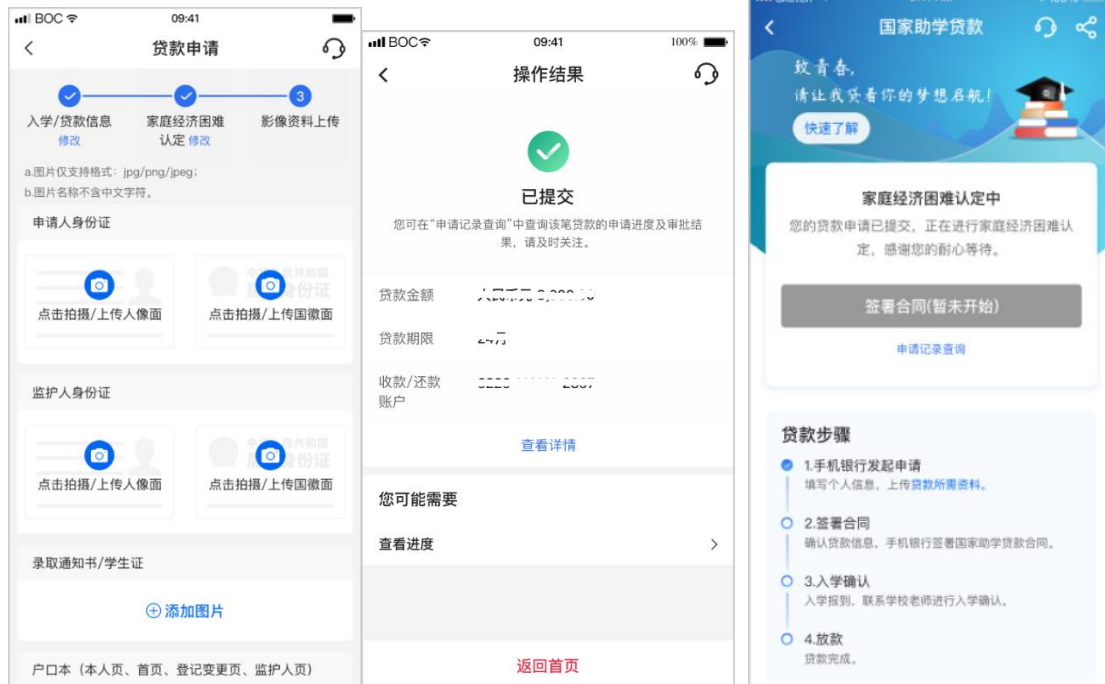 BOC
09:41
贷款申请
3
入学/贷款信息
修改
家庭经济困难
认定 修改
影像资料上传
a.图片仅支持格式：jpg/png/jpeg；
b.图片名称不含中文字符。
申请人身份证
点击拍摄/上传人像面
点击拍摄/上传国徽面
监护人身份证
点击拍摄/上传人像面
点击拍摄/上传国徽面
录取通知书/学生证
添加图片
户口本（本人页、首页、登记变更页、监护人页）
BOC
09:41
100%
操作结果
已提交
您可在“申请记录查询”中查询该笔贷款的申请进度及审批结
果，请及时关注。
贷款金额
贷款期限
收款/还款
账户
查看详情
您可能需要
查看进度
返回首页
国家助学贷款
致青春，
请让我贷着你的梦想启航！
快速了解
家庭经济困难认定中
您的贷款申请已提交，正在进行家庭经济困难认
定，感谢您的耐心等待。
签署合同(暂未开始)
申请记录查询
贷款步骤
1.手机银行发起申请
填写个人信息，上传贷款所需资料。
2.签署合同
确认贷款信息，手机银行签署国家助学贷款合同。
3.入学确认
入学报到，联系学校老师进行入学确认。
4.放款
贷款完成。